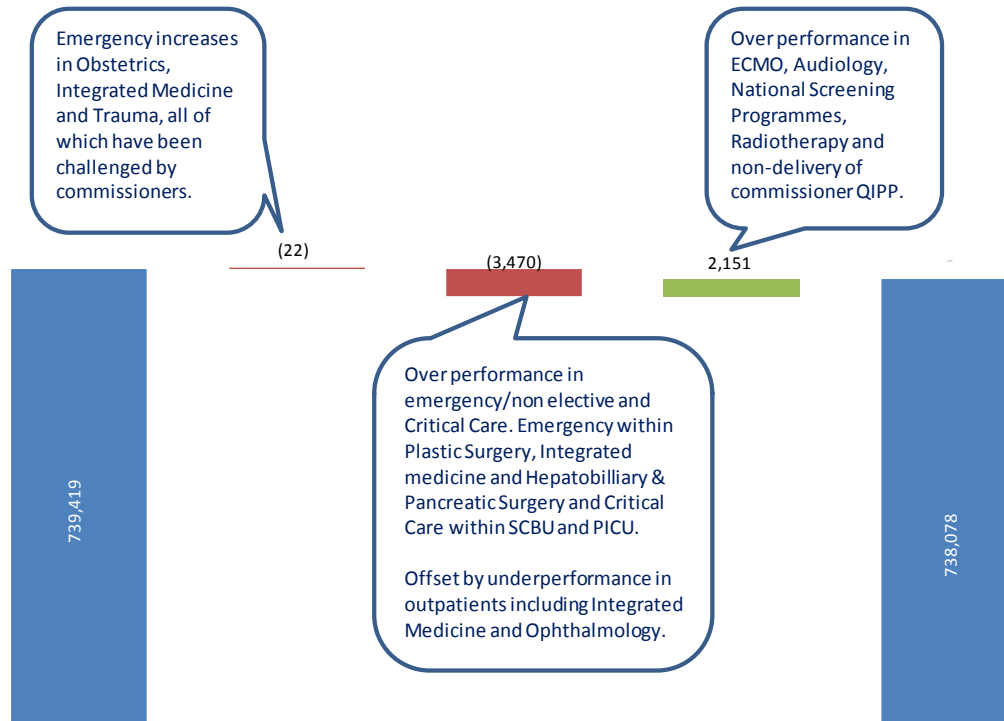 Emergency increases
in Obstetrics,
Integrated Medicine
and Trauma, all of
which have been
challenged by
commissioners.
Over performance in
ECMO, Audiology,
National Screening
Programmes,
Radiotherapy and
non-delivery of
commissioner QIPP.
(22)
(3,470)
2,151
Over performance in
emergency/non elective and
Critical Care. Emergency within
Plastic Surgery, Integrated
medicine and Hepatobilliary &
Pancreatic Surgery and Critical
Care within SCBU and PICU.
Offset by underperformance in
outpatients including Integrated
Medicine and Ophthalmology.
739,419
738,078